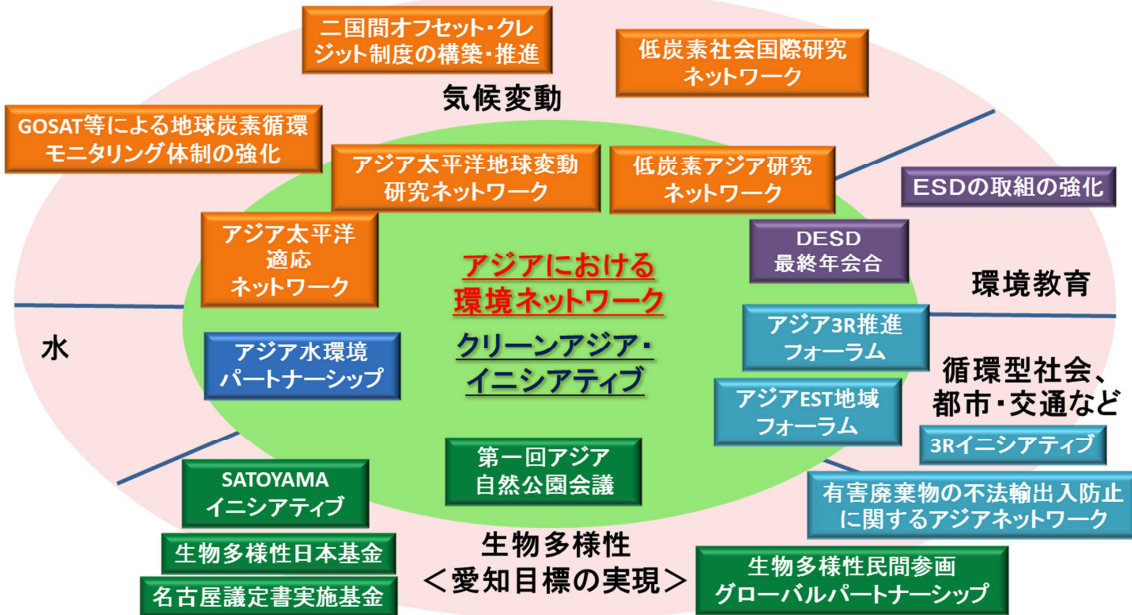 二国間オフセット・クレ
ジット制度の構築・推進
低炭素社会国際研究
ネットワーク
気候変動
GOSAT等による地球炭素循環
モニタリング体制の強化
アジア太平洋地球変動
研究ネットワーク
低炭素アジア研究
ネットワーク
ESDの取組の強化
アジア太平洋
適応
ネットワーク
DESD
最終年会合
アジアにおける
環境ネットワーク
環境教育
水
アジア水環境
パートナーシップ
クリーンアジア・
イニシアティブ
アジア3R推進
フォーラム
循環型社会、
都市・交通など
アジアEST地域
フォーラム
3Rイニシアティブ
第一回アジア
自然公園会議
SATOYAMA
イニシアティブ
有害廃棄物の不法輸出入防止
に関するアジアネットワーク
生物多様性日本基金
生物多様性
＜愛知目標の実現＞
生物多様性民間参画
グローバルパートナーシップ
名古屋議定書実施基金